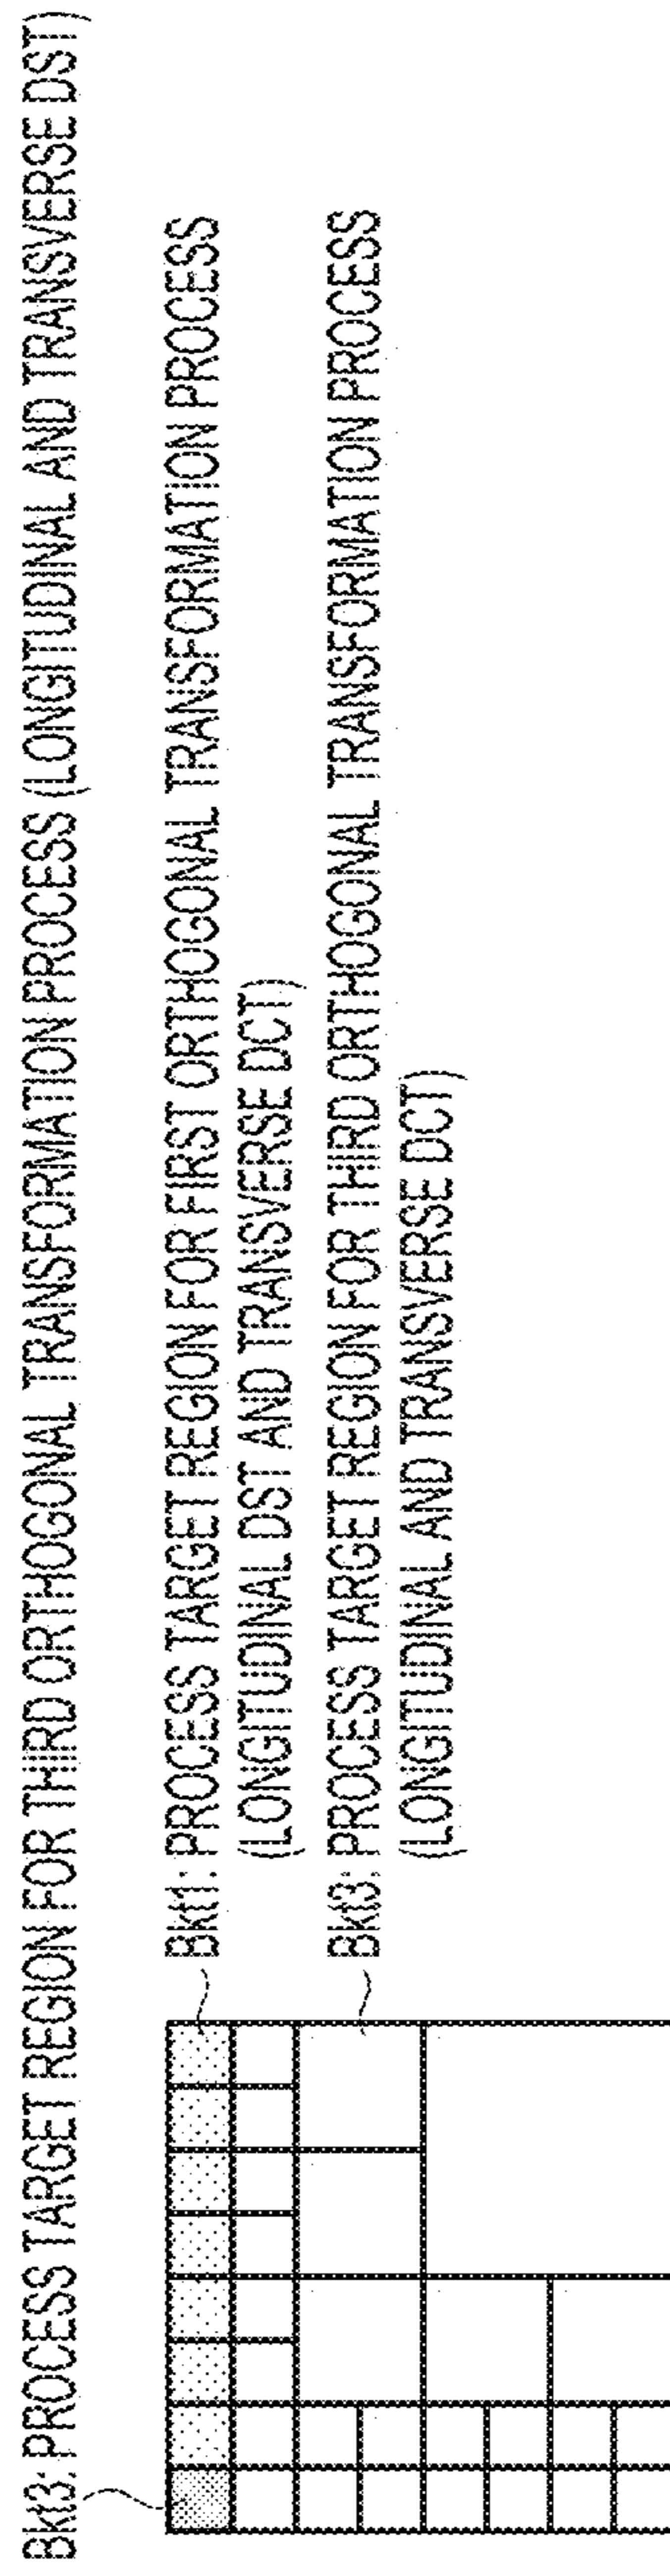 Bkt3: PROCESS TARGET REGION FOR THIRD ORTHOGONAL TRANSFORMATION PROCESS (LONGITUDINAL AND TRANSVERSE DST)
Bkt1: PROCESS TARGET REGION FOR FIRST ORTHOGONAL TRANSFORMATION PROCESS
(LONGITUDINAL DST AND TRANSVERSE DCT)
Bkt3: PROCESS TARGET REGION FOR THIRD ORTHOGONAL TRANSFORMATION PROCESS
(LONGITUDINAL AND TRANSVERSE DCT)